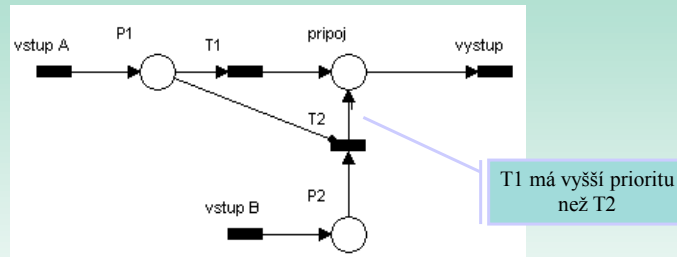 vstup A
P1
T1
pripoj
vystup
T2
P2
vstup B
T1 má vyšší prioritu
než T2